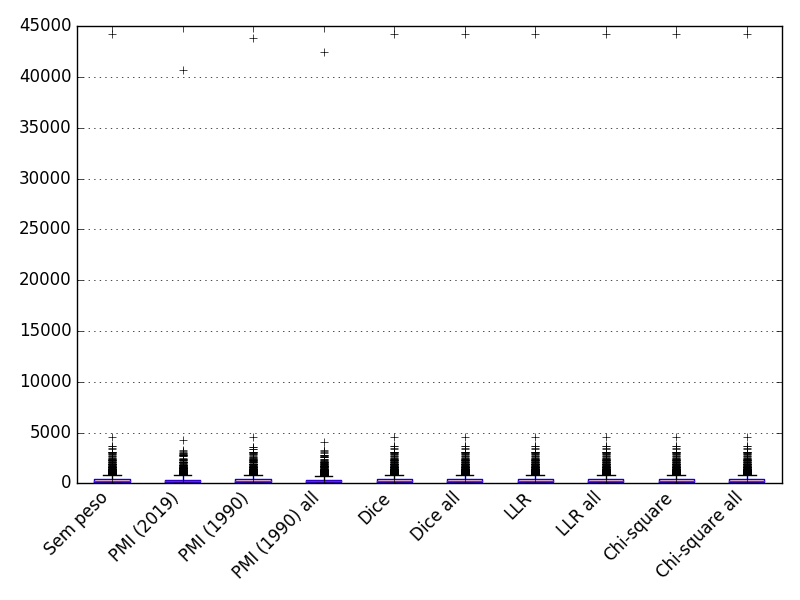 45000
40000
35000
30000
25000
20000
15000
10000
5000
0
Sem peso
PMI (2019)
PMI (1990)
PMI (1990) all
Dice
Dice all
LLR
LLR all
Chi-square
Chi-square all